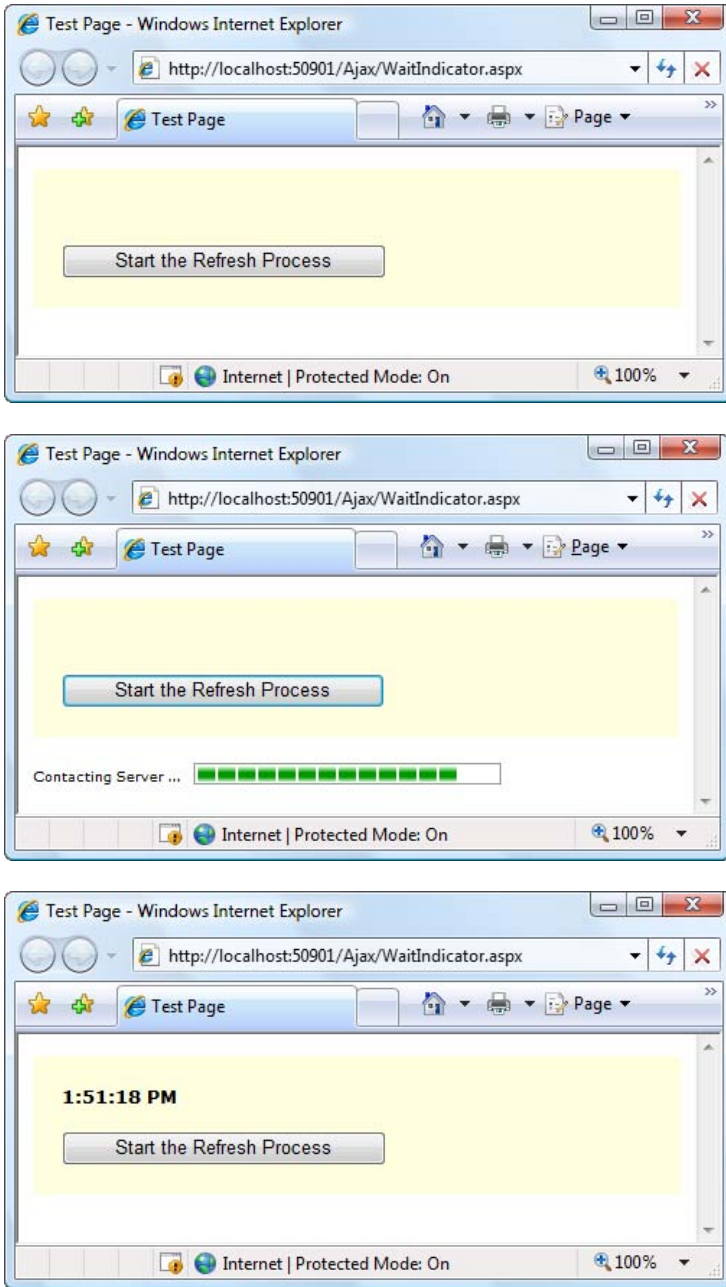 Test Page - Windows Internet Explorer
http://localhost:50901/Ajax/WaitIndicator.aspx
Test Page
Page
Start the Refresh Process
Internet | Protected Mode: On
100%
Test Page - Windows Internet Explorer
http://localhost:50901/Ajax/WaitIndicator.aspx
Test Page
Page
Start the Refresh Process
Contacting Server ...
Internet | Protected Mode: On
100%
Test Page - Windows Internet Explorer
http://localhost:50901/Ajax/WaitIndicator.aspx
Test Page
Page
1:51:18 PM
Start the Refresh Process
Internet | Protected Mode: On
100%